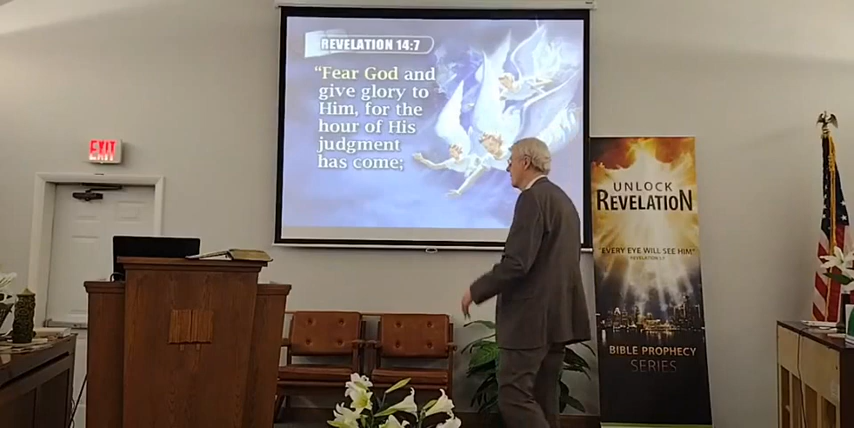 REVELATION 14:7
"Fear God and
give glory to
Him, for the
hour of His
judgment
has come;
EXIT
UNLOCK
REVELATION
"EVERY EYE WILL SEE HIM"
BIBLE PROPHECY
SERIES